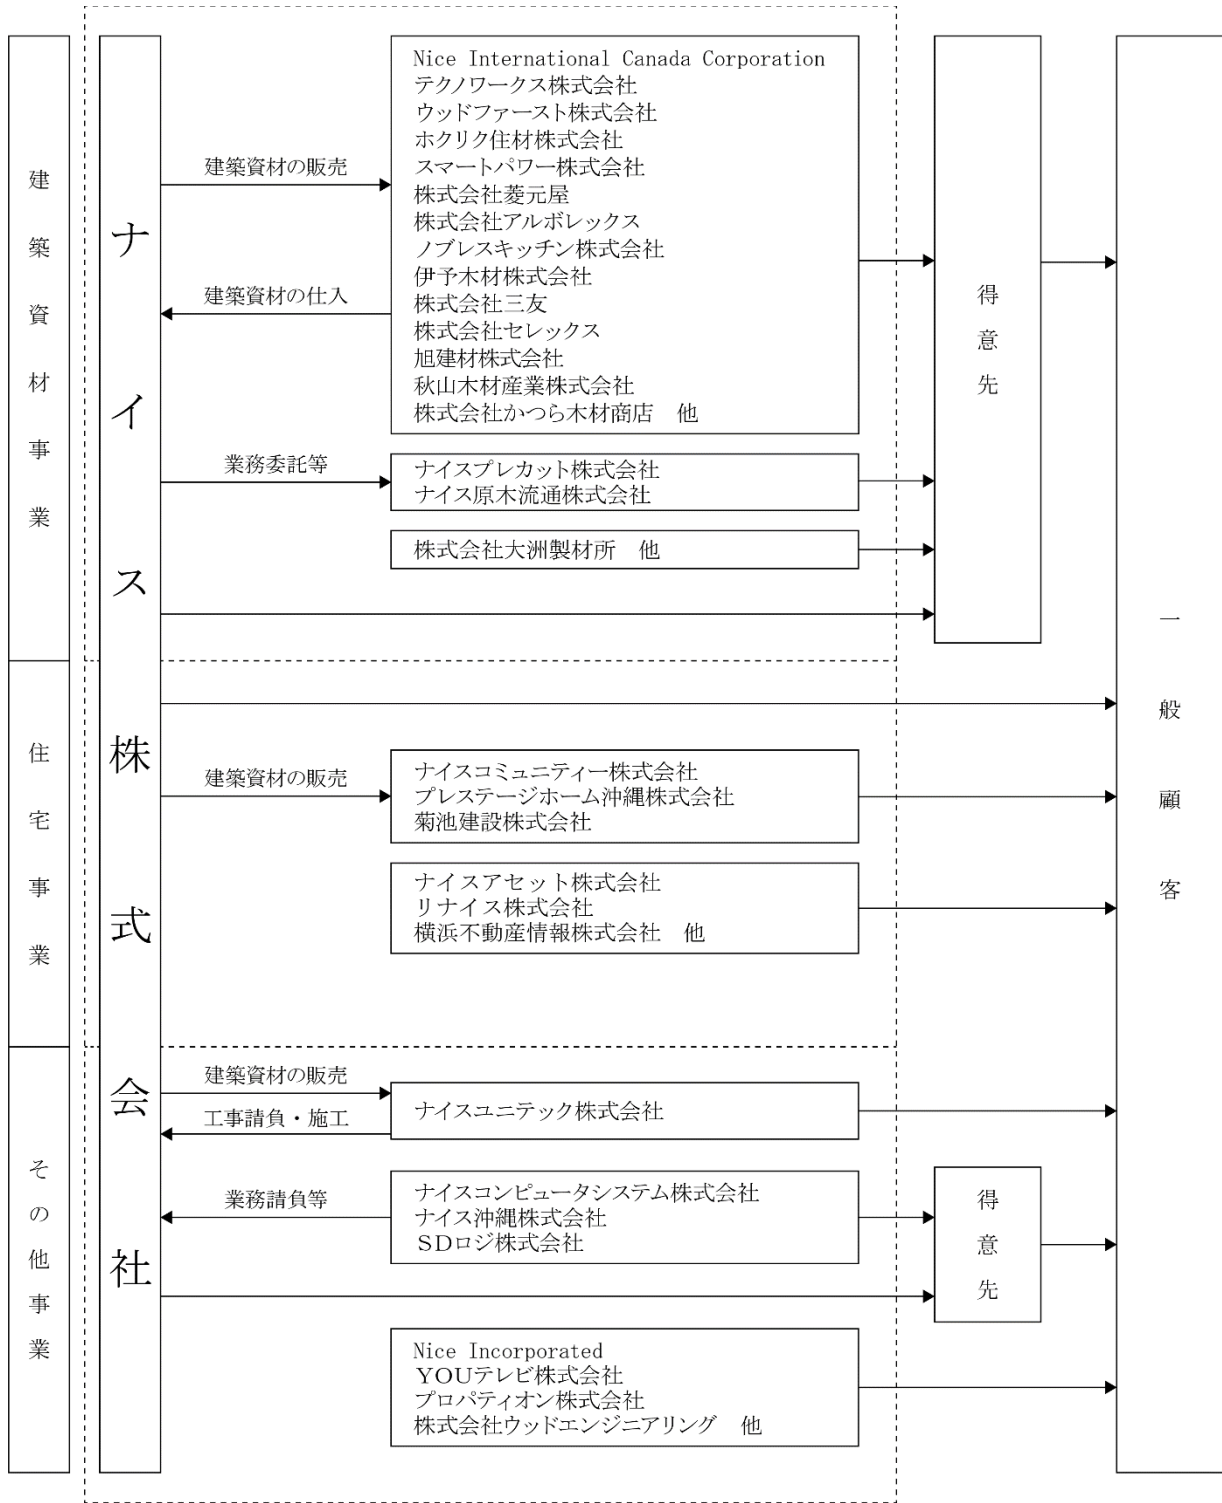 建築資材事業
ナイス株式会社
建築資材の販売
建築資材の仕入
Nice International Canada Corporation
テクノワークス株式会社
ウッドファースト株式会社
ホクリク住材株式会社
スマートパワー株式会社
株式会社菱元屋
株式会社アルボレックス
ノブレスキッチン株式会社
伊予木材株式会社
株式会社三友
株式会社セレックス
旭建材株式会社
秋山木材産業株式会社
株式会社かつら木材商店　他
業務委託等
ナイスプレカット株式会社
ナイス原木流通株式会社
株式会社大洲製材所　他
得意先
一般顧客
住宅事業
建築資材の販売
ナイスコミュニティー株式会社
プレステージホーム沖縄株式会社
菊池建設株式会社
ナイスアセット株式会社
リナイス株式会社
横浜不動産情報株式会社　他
その他事業
建築資材の販売
工事請負・施工
ナイスユニテック株式会社
業務請負等
ナイスコンピュータシステム株式会社
ナイス沖縄株式会社
ＳＤロジ株式会社
得意先
Nice Incorporated
ＹＯＵテレビ株式会社
プロパティオン株式会社
株式会社ウッドエンジニアリング　他